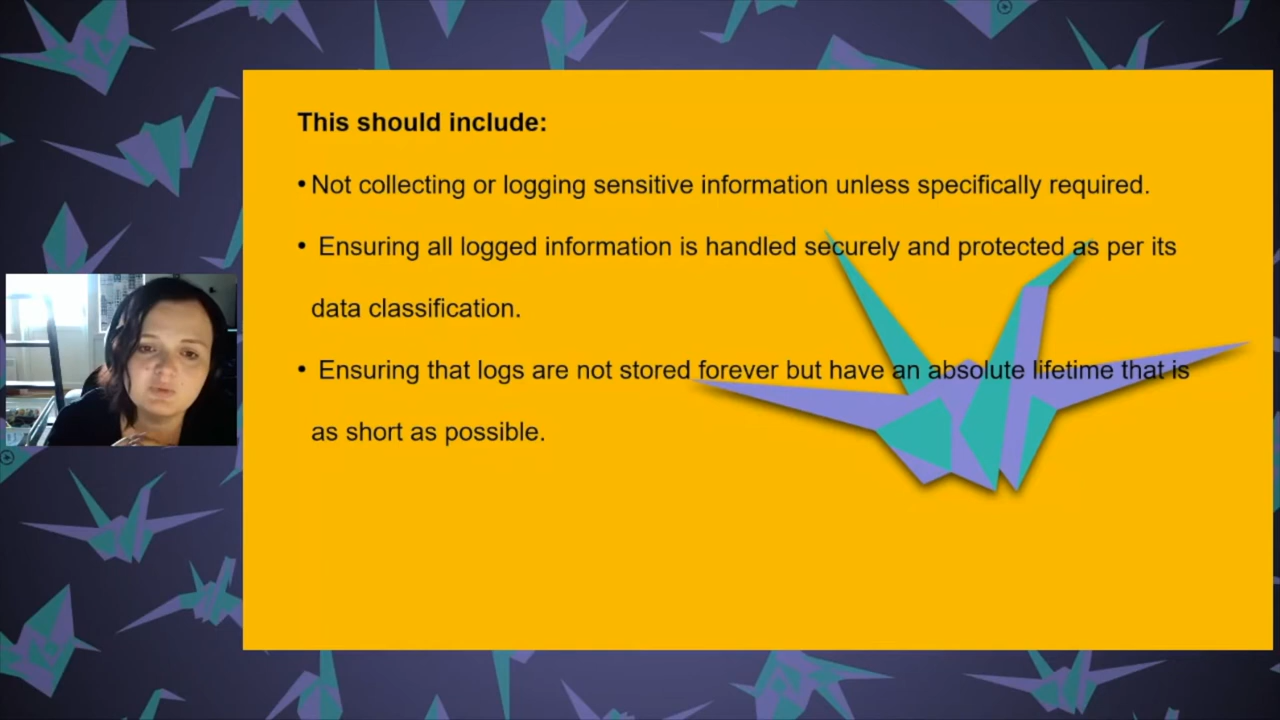 This should include:
• Not collecting or logging sensitive information unless specifically required.
• Ensuring all logged information is handled securely and protected as per its
data classification.
• Ensuring that logs are not stored forever but have an absolute lifetime that is
as short as possible.